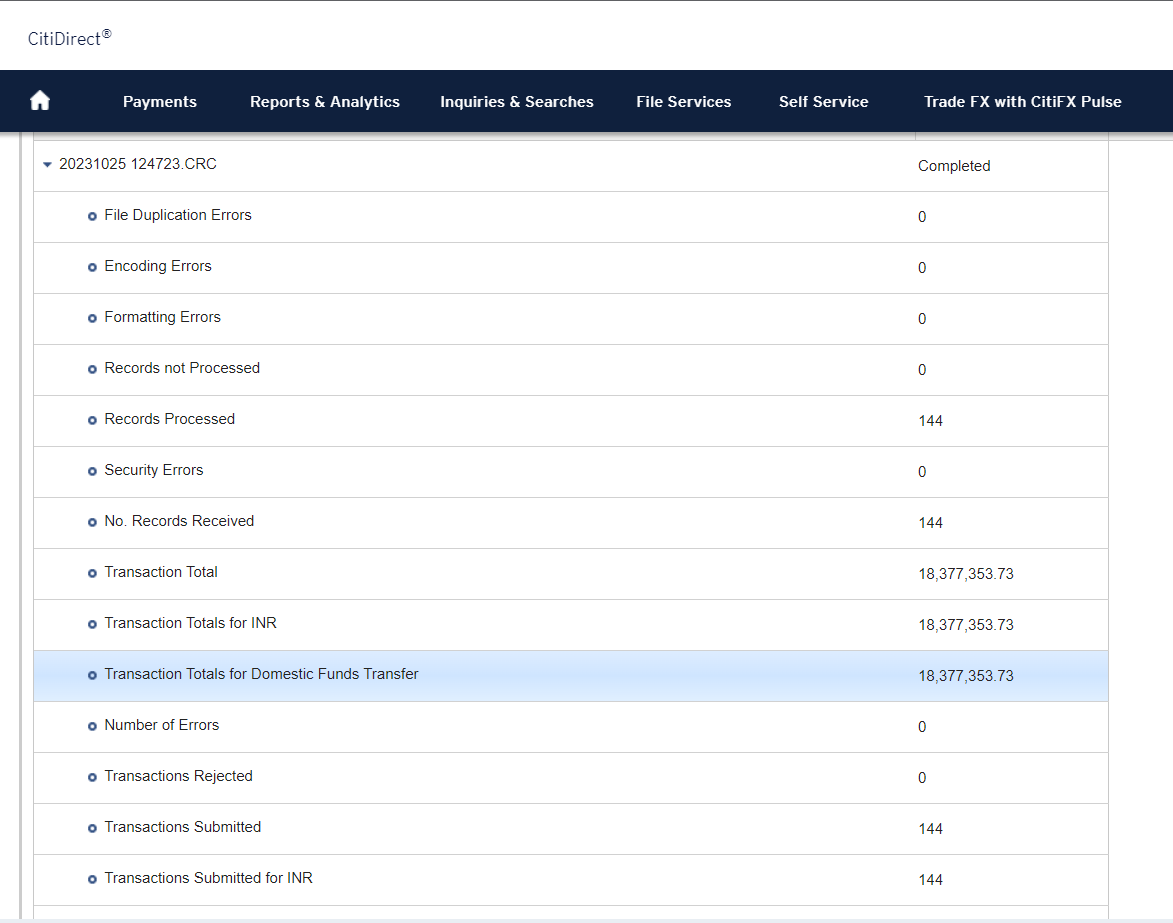 CitiDirect®
Payments Reports & Analytics Inquiries & Searches File Services Self Service Trade FX with CitiFX Pulse
20231025 124723.CRC Completed
File Duplication Errors 0
Encoding Errors 0
Formatting Errors 0
Records not Processed 0
Records Processed 144
Security Errors 0
No. Records Received 144
Transaction Total 18,377,353.73
Transaction Totals for INR 18,377,353.73
Transaction Totals for Domestic Funds Transfer 18,377,353.73
Number of Errors 0
Transactions Rejected 0
Transactions Submitted 144
Transactions Submitted for INR 144